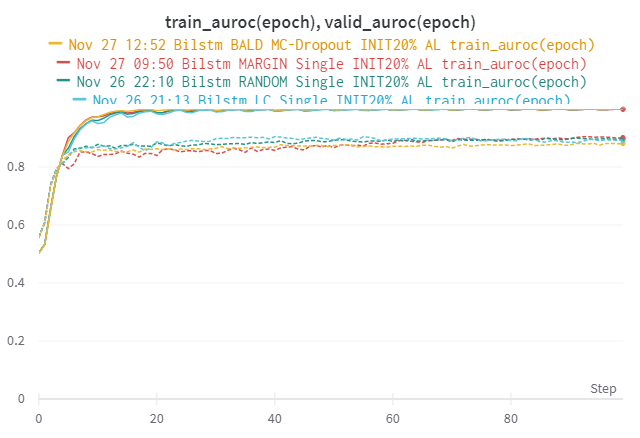 train_auroc(epoch), valid_auroc(epoch)
Nov 27 12:52 Bilstm BALD MC-Dropout INIT20% AL train_auroc(epoch)
Nov 27 09:50 Bilstm MARGIN Single INIT20% AL train_auroc(epoch)
Nov 26 22:10 Bilstm RANDOM Single INIT20% AL train_auroc(epoch)
Nov 26 21:13 Bilstm LC Single INIT20% AL train_auroc(epoch)
0.8
0.6
0.4
0.2
0
Step
0 20 40 60 80